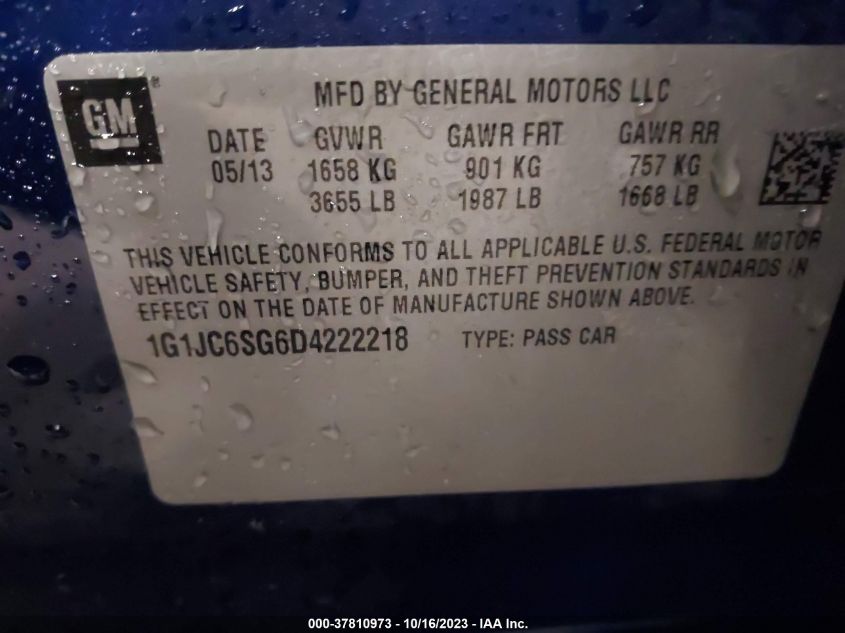 GM®
MFD BY GENERAL MOTORS LLC
DATE GVWR GAWR FRT GAWR RR
05/13 1658 KG 901 KG 757 KG
3655 LB 1987 LB 1668 LB
THIS VEHICLE CONFORMS TO ALL APPLICABLE U.S. FEDERAL MOTOR
VEHICLE SAFETY, BUMPER, AND THEFT PREVENTION STANDARDS IN
EFFECT ON THE DATE OF MANUFACTURE SHOWN ABOVE.
1G1JC6SG6D4222218 TYPE: PASS CAR
000-37810973 - 10/16/2023 - IAA Inc.